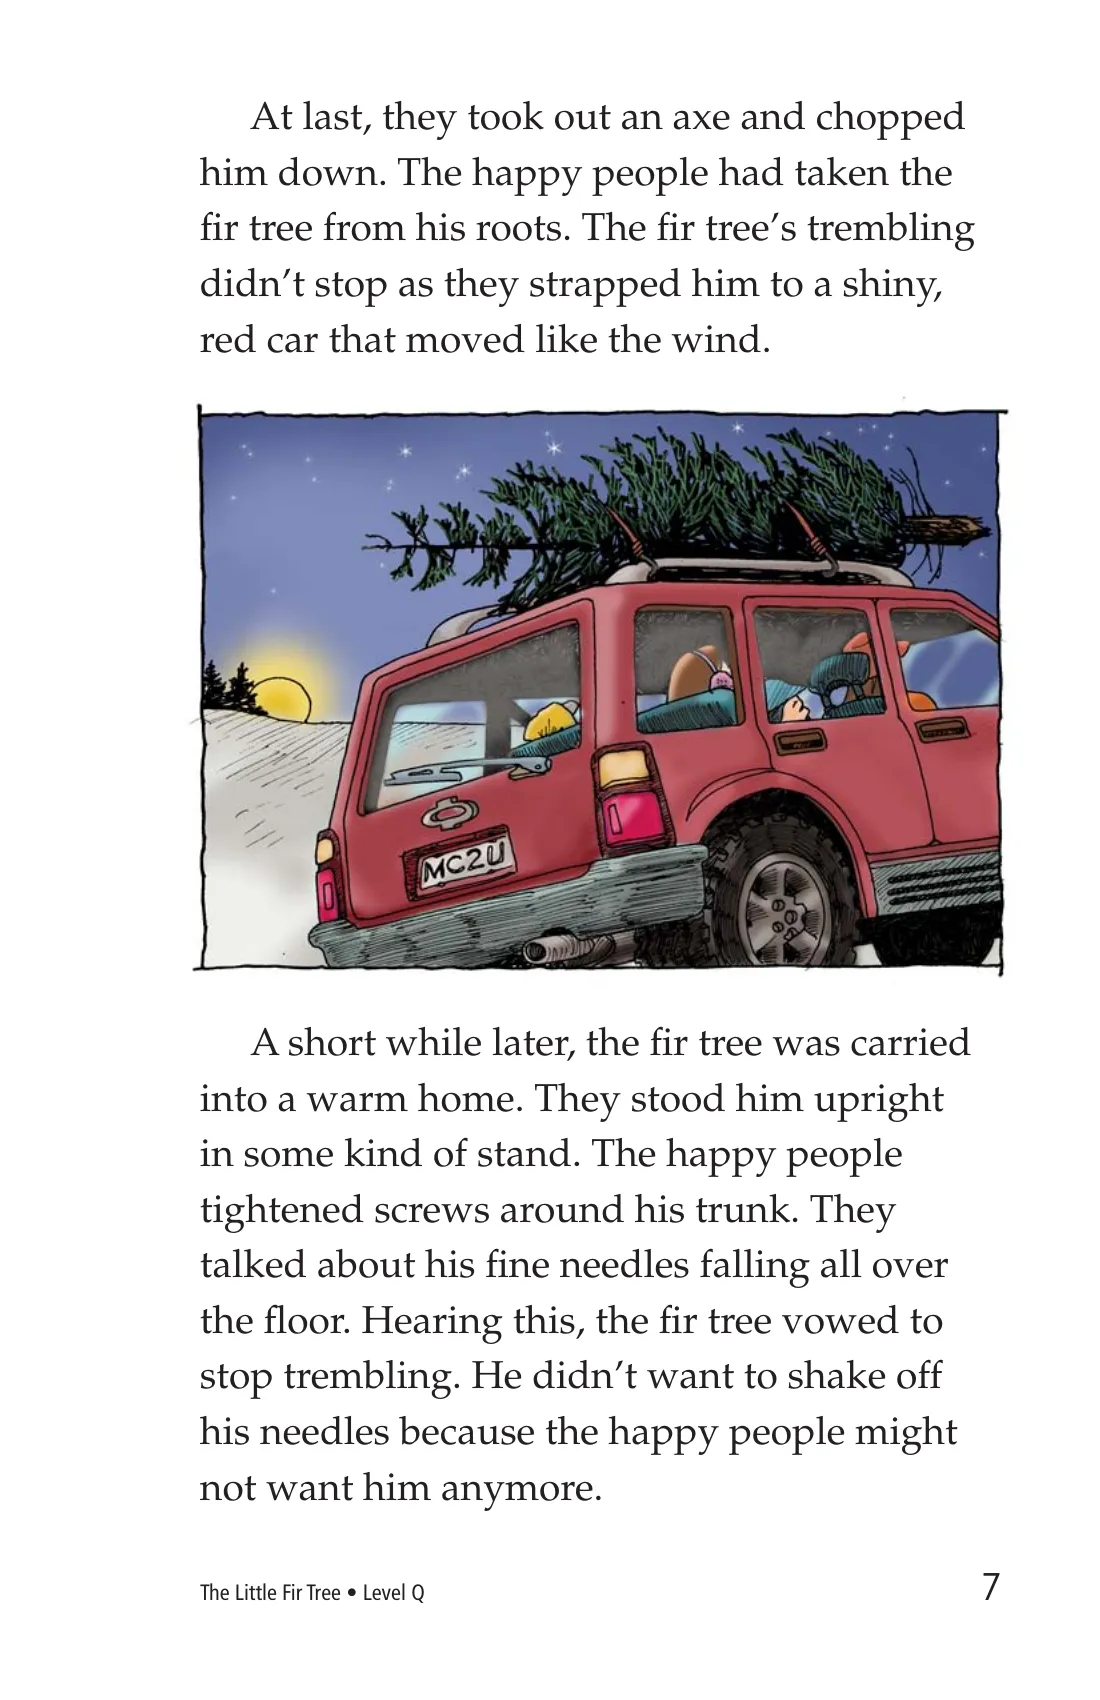 At last, they took out an axe and chopped
him down. The happy people had taken the
fir tree from his roots. The fir tree’s trembling
didn’t stop as they strapped him to a shiny,
red car that moved like the wind.
MC2U
A short while later, the fir tree was carried
into a warm home. They stood him upright
in some kind of stand. The happy people
tightened screws around his trunk. They
talked about his fine needles falling all over
the floor. Hearing this, the fir tree vowed to
stop trembling. He didn’t want to shake off
his needles because the happy people might
not want him anymore.
The Little Fir Tree • Level Q
7